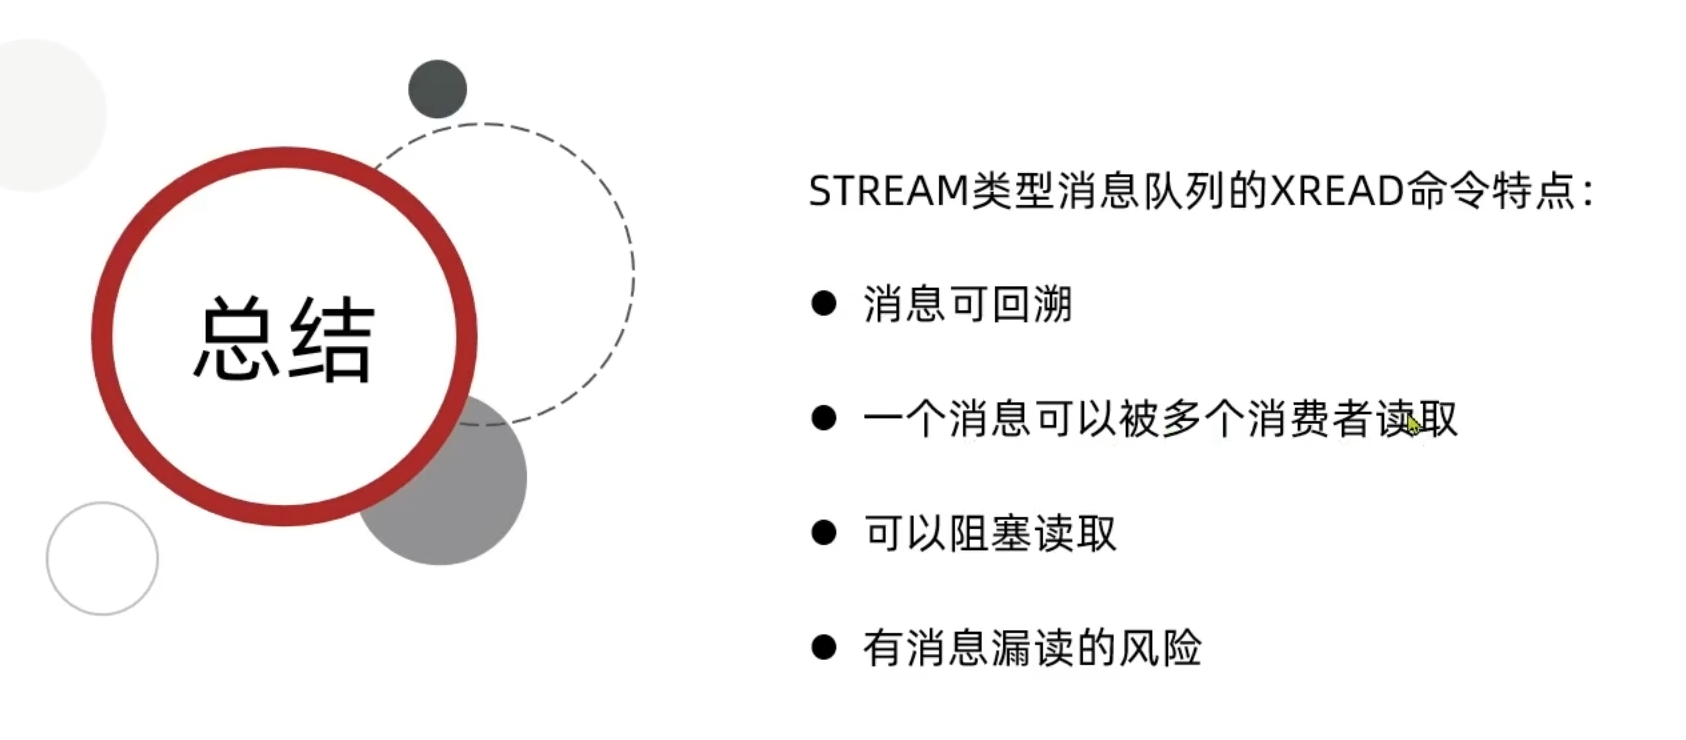 总结
STREAM类型消息队列的XREAD命令特点：
● 消息可回溯
● 一个消息可以被多个消费者读取
● 可以阻塞读取
● 有消息漏读的风险